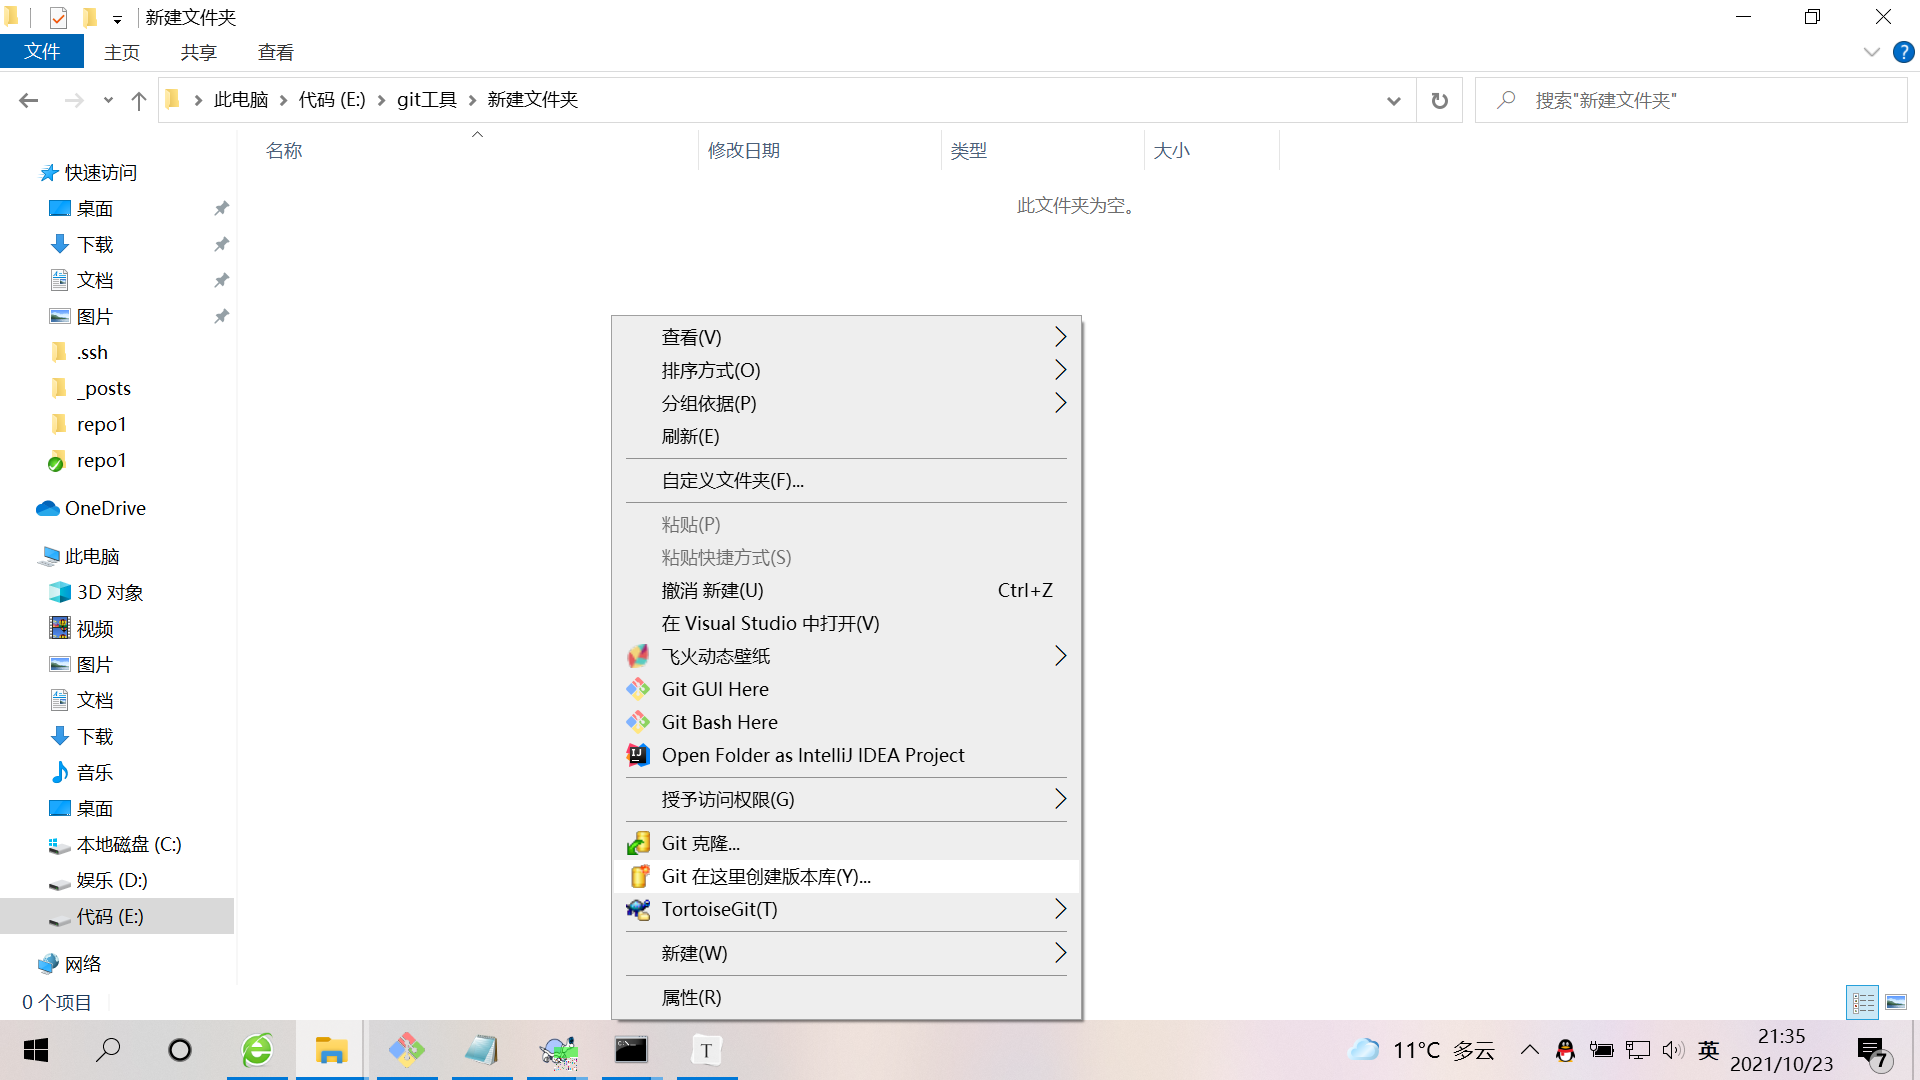 新建文件夹
文件 主页 共享 查看
此电脑 代码 (E:) git工具 新建文件夹
搜索"新建文件夹"
名称 修改日期 类型 大小
此文件夹为空。
快速访问
桌面
下载
文档
图片
.ssh
_posts
repo1
repo1
OneDrive
此电脑
3D 对象
视频
图片
文档
下载
音乐
桌面
本地磁盘 (C:)
娱乐 (D:)
代码 (E:)
网络
0 个项目
查看(V)
排序方式(O)
分组依据(P)
刷新(E)
自定义文件夹(F)...
粘贴(P)
粘贴快捷方式(S)
撤消 新建(U) Ctrl+Z
在 Visual Studio 中打开(V)
飞火动态壁纸
Git GUI Here
Git Bash Here
Open Folder as IntelliJ IDEA Project
授予访问权限(G)
Git 克隆...
Git 在这里创建版本库(Y)...
TortoiseGit(T)
新建(W)
属性(R)
T
11°C 多云
英
21:35
2021/10/23
7